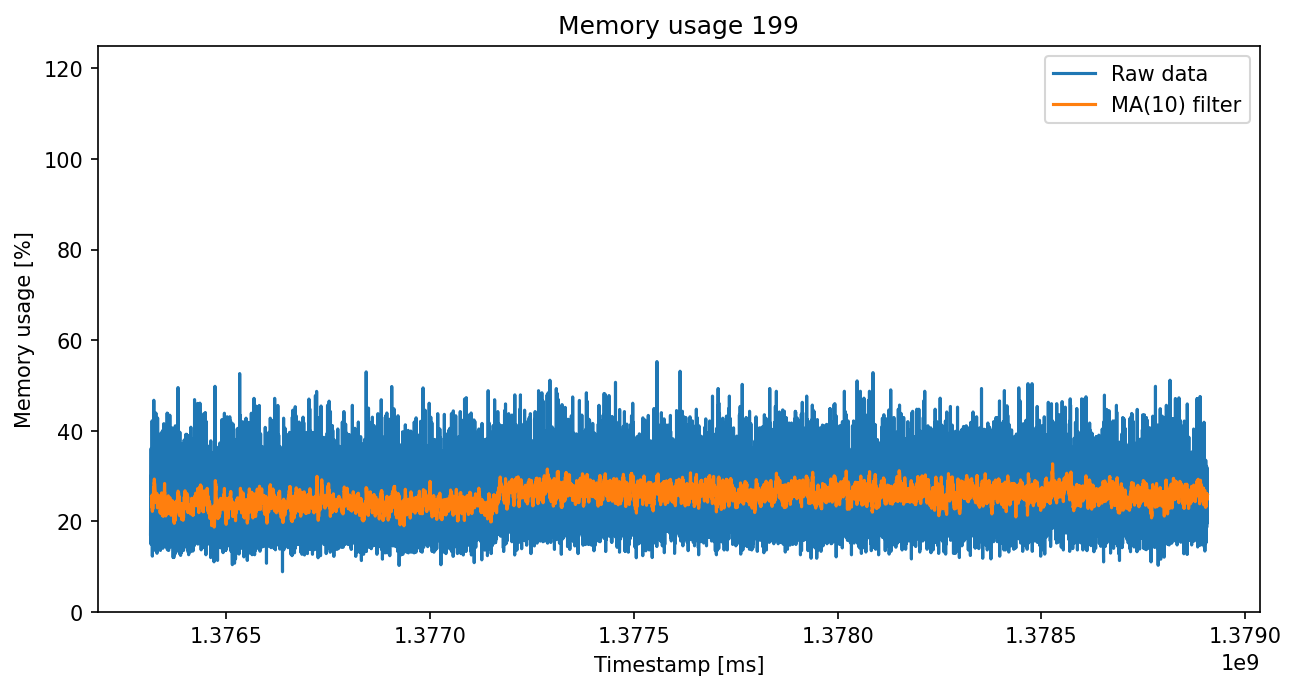 Memory usage 199
Raw data
MA(10) filter
Memory usage [%]
120
100
80
60
40
20
0
1.3765 1.3770 1.3775 1.3780 1.3785 1.3790
1e9
Timestamp [ms]